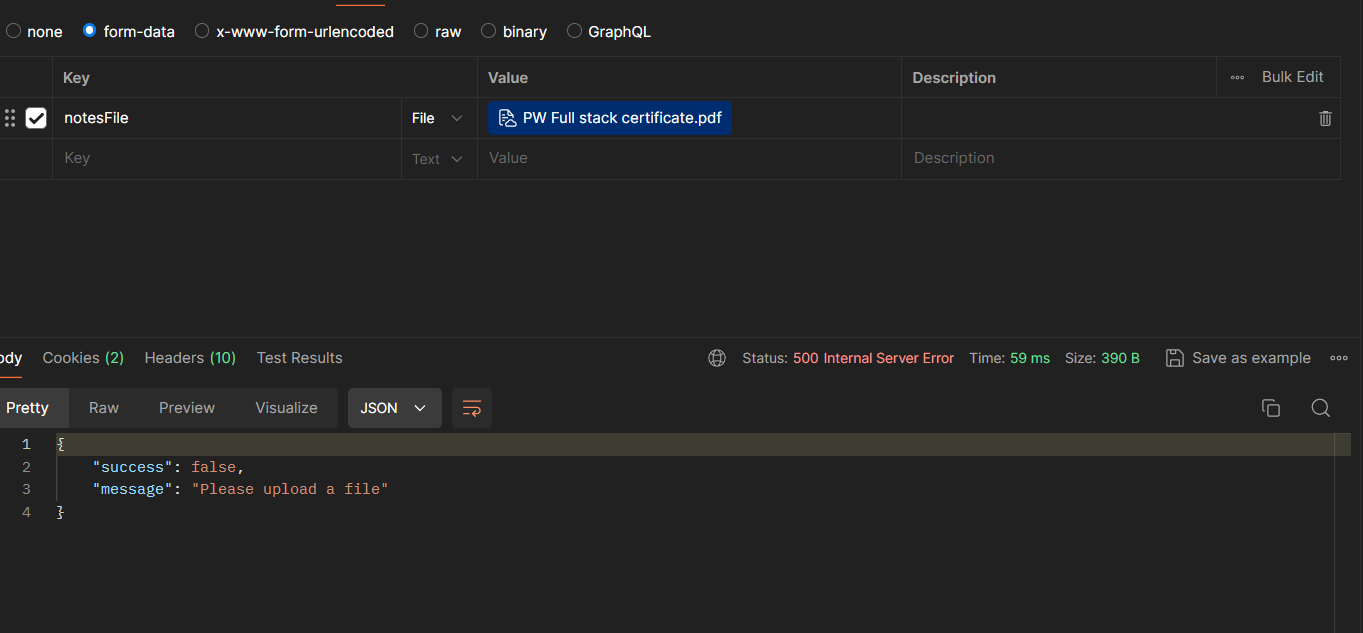 none form-data x-www-form-urlencoded raw binary GraphQL
Key Value Description Bulk Edit
notesFile File PW Full stack certificate.pdf
Key Text Value Description
ody Cookies (2) Headers (10) Test Results Status: 500 Internal Server Error Time: 59 ms Size: 390 B Save as example
Pretty Raw Preview Visualize JSON
1 {
2 "success": false,
3 "message": "Please upload a file"
4 }